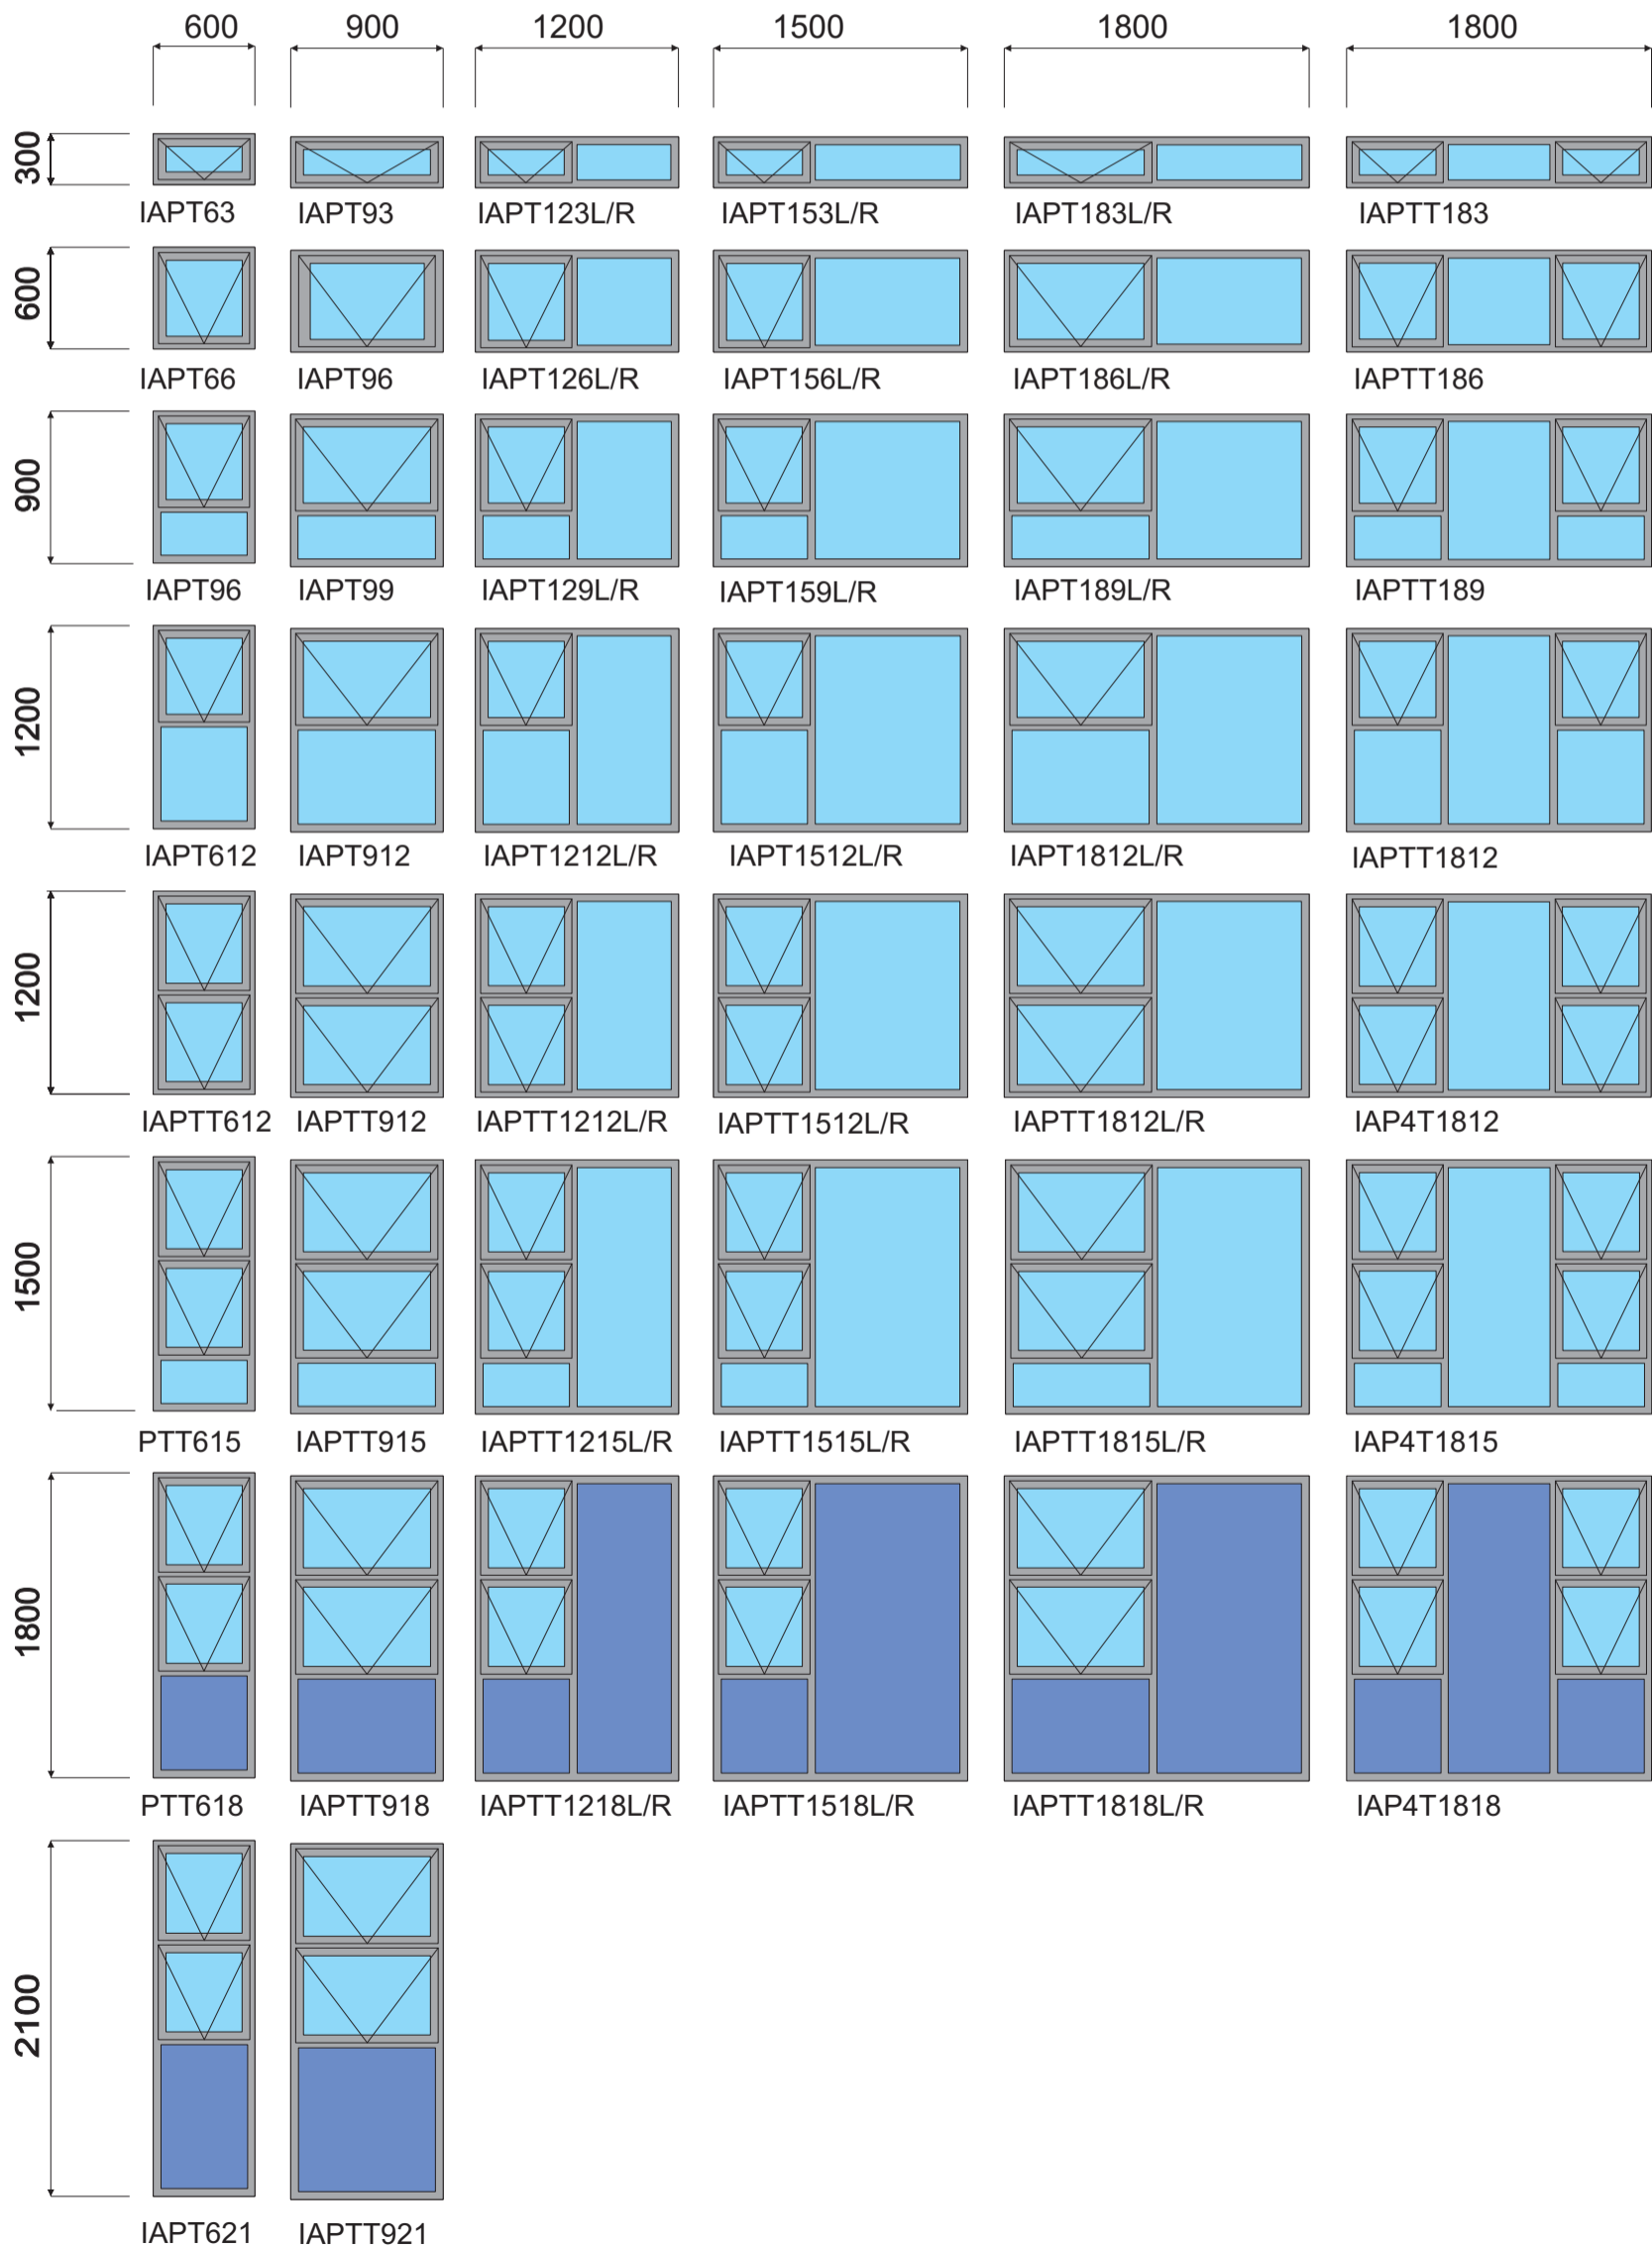 600 900 1200 1500 1800 1800
300
IAPT63 IAPT93 IAPT123L/R IAPT153L/R IAPT183L/R IAPTT183
600
IAPT66 IAPT96 IAPT126L/R IAPT156L/R IAPT186L/R IAPTT186
900
IAPT96 IAPT99 IAPT129L/R IAPT159L/R IAPT189L/R IAPTT189
1200
IAPT612 IAPT912 IAPT1212L/R IAPT1512L/R IAPT1812L/R IAPTT1812
1200
IAPTT612 IAPTT912 IAPTT1212L/R IAPTT1512L/R IAPTT1812L/R IAP4T1812
1500
PTT615 IAPTT915 IAPTT1215L/R IAPTT1515L/R IAPTT1815L/R IAP4T1815
1800
PTT618 IAPTT918 IAPTT1218L/R IAPTT1518L/R IAPTT1818L/R IAP4T1818
2100
IAPT621 IAPTT921